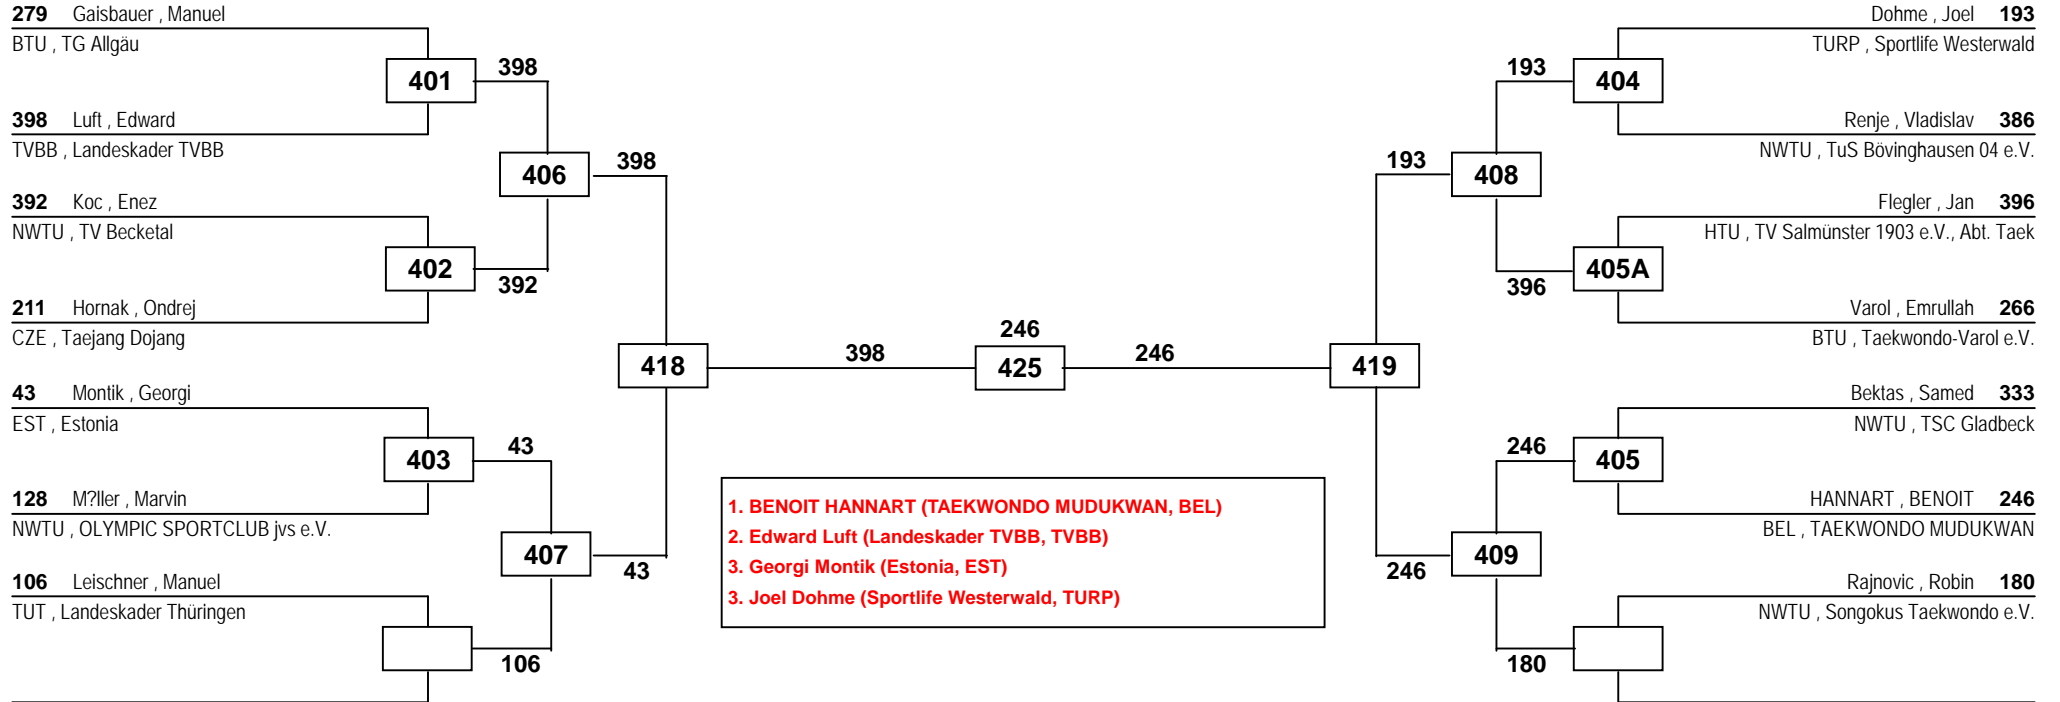 279 Gaisbauer , Manuel
BTU , TG Allgäu
398 Luft , Edward
TVBB , Landeskader TVBB
392 Koc , Enez
NWTU , TV Becketal
211 Hornak , Ondrej
CZE , Taejang Dojang
43 Montik , Georgi
EST , Estonia
128 M?ller , Marvin
NWTU , OLYMPIC SPORTCLUB jvs e.V.
106 Leischner , Manuel
TUT , Landeskader Thüringen
401
398
402
392
403
43
106
406
398
407
43
418
398
246
425
246
1. BENOIT HANNART (TAEKWONDO MUDUKWAN, BEL)
2. Edward Luft (Landeskader TVBB, TVBB)
3. Georgi Montik (Estonia, EST)
3. Joel Dohme (Sportlife Westerwald, TURP)
419
193
408
246
409
193
404
396
405A
246
405
180
Dohme , Joel 193
TURP , Sportlife Westerwald
Renje , Vladislav 386
NWTU , TuS Bövinghausen 04 e.V.
Flegler , Jan 396
HTU , TV Salmünster 1903 e.V., Abt. Taek
Varol , Emrullah 266
BTU , Taekwondo-Varol e.V.
Bektas , Samed 333
NWTU , TSC Gladbeck
HANNART , BENOIT 246
BEL , TAEKWONDO MUDUKWAN
Rajnovic , Robin 180
NWTU , Songokus Taekwondo e.V.